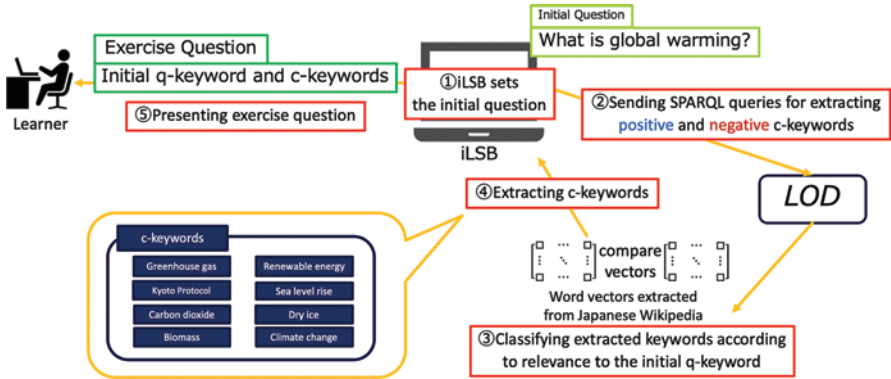 Initial Question
What is global warming?
Exercise Question
Initial q-keyword and c-keywords
①iLSB sets
the initial question
⑤Presenting exercise question
Learner
iLSB
②Sending SPARQL queries for extracting
positive and negative c-keywords
④Extracting c-keywords
LOD
c-keywords
Greenhouse gas
Renewable energy
Kyoto Protocol
Sea level rise
Carbon dioxide
Dry ice
Biomass
Climate change
compare
vectors
Word vectors extracted
from Japanese Wikipedia
③Classifying extracted keywords according
to relevance to the initial q-keyword